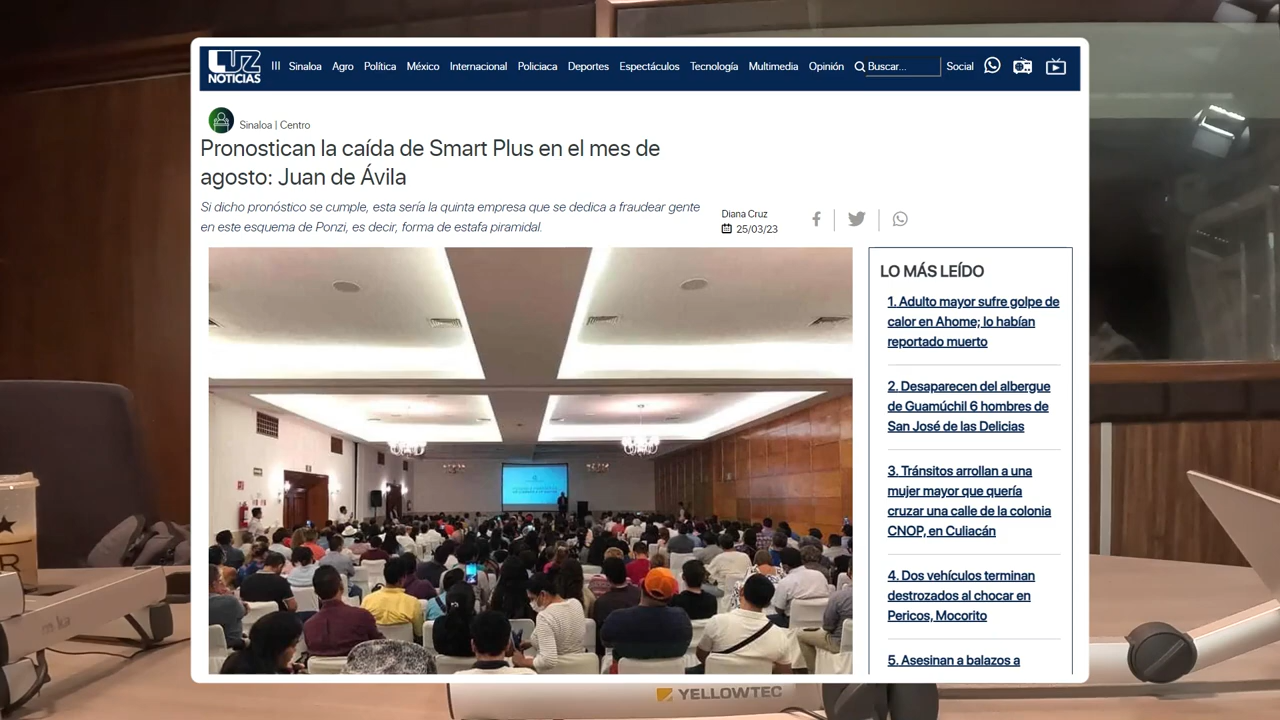 LUZ
NOTICIAS
Sinaloa Agro Política México Internacional Policiaca Deportes Espectáculos Tecnología Multimedia Opinión Buscar... Social
Sinaloa | Centro
Pronostican la caída de Smart Plus en el mes de
agosto: Juan de Ávila
Si dicho pronóstico se cumple, esta sería la quinta empresa que se dedica a fraudear gente
en este esquema de Ponzi, es decir, forma de estafa piramidal.
Diana Cruz
25/03/23
LO MÁS LEÍDO
1. Adulto mayor sufre golpe de
calor en Ahome; lo habían
reportado muerto
2. Desaparecen del albergue
de Guamúchil 6 hombres de
San José de las Delicias
3. Tránsitos arrollan a una
mujer mayor que quería
cruzar una calle de la colonia
CNOP, en Culiacán
4. Dos vehículos terminan
destrozados al chocar en
Pericos, Mocorito
5. Asesinan a balazos a
R
YELLOWTEC